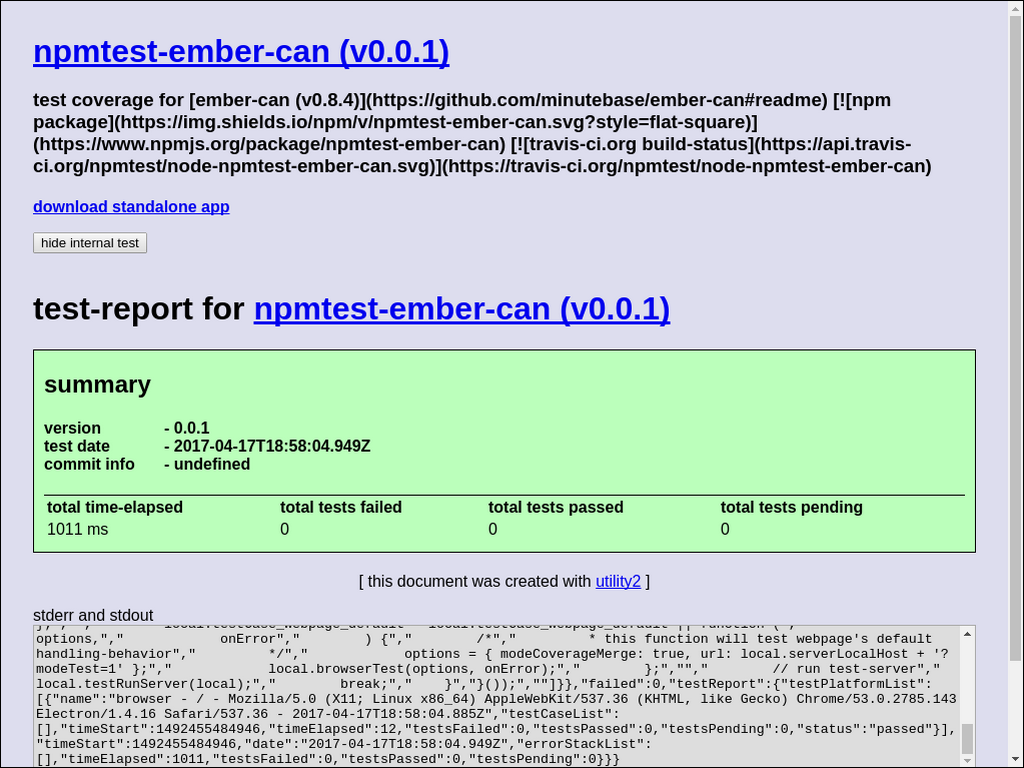 npmtest-ember-can (v0.0.1)
test coverage for [ember-can (v0.8.4)](https://github.com/minutebase/ember-can#readme) [![npm
package](https://img.shields.io/npm/v/npmtest-ember-can.svg?style=flat-square)]
(https://www.npmjs.org/package/npmtest-ember-can) [![travis-ci.org build-status](https://api.travis-
ci.org/npmtest/node-npmtest-ember-can.svg)](https://travis-ci.org/npmtest/node-npmtest-ember-can)
download standalone app
hide internal test
test-report for npmtest-ember-can (v0.0.1)
summary
version - 0.0.1
test date - 2017-04-17T18:58:04.949Z
commit info - undefined
total time-elapsed total tests failed total tests passed total tests pending
1011 ms 0 0 0
[ this document was created with utility2 ]
stderr and stdout
options,","            onError","        ) {","        /*","         * this function will test webpage's default
handling-behavior","         */","            options = { modeCoverageMerge: true, url: local.serverLocalHost + '?
modeTest=1' };","            local.browserTest(options, onError);","        };","","        // run test-server","
local.testRunServer(local);","        break;","    }","}());",""]}},"failed":0,"testReport":{"testPlatformList":
[{"name":"browser - / - Mozilla/5.0 (X11; Linux x86_64) AppleWebKit/537.36 (KHTML, like Gecko) Chrome/53.0.2785.143
Electron/1.4.16 Safari/537.36 - 2017-04-17T18:58:04.885Z","testCaseList":
[],"timeStart":1492455484946,"timeElapsed":12,"testsFailed":0,"testsPassed":0,"testsPending":0,"status":"passed"}],
"timeStart":1492455484946,"date":"2017-04-17T18:58:04.949Z","errorStackList":
[],"timeElapsed":1011,"testsFailed":0,"testsPassed":0,"testsPending":0}}}